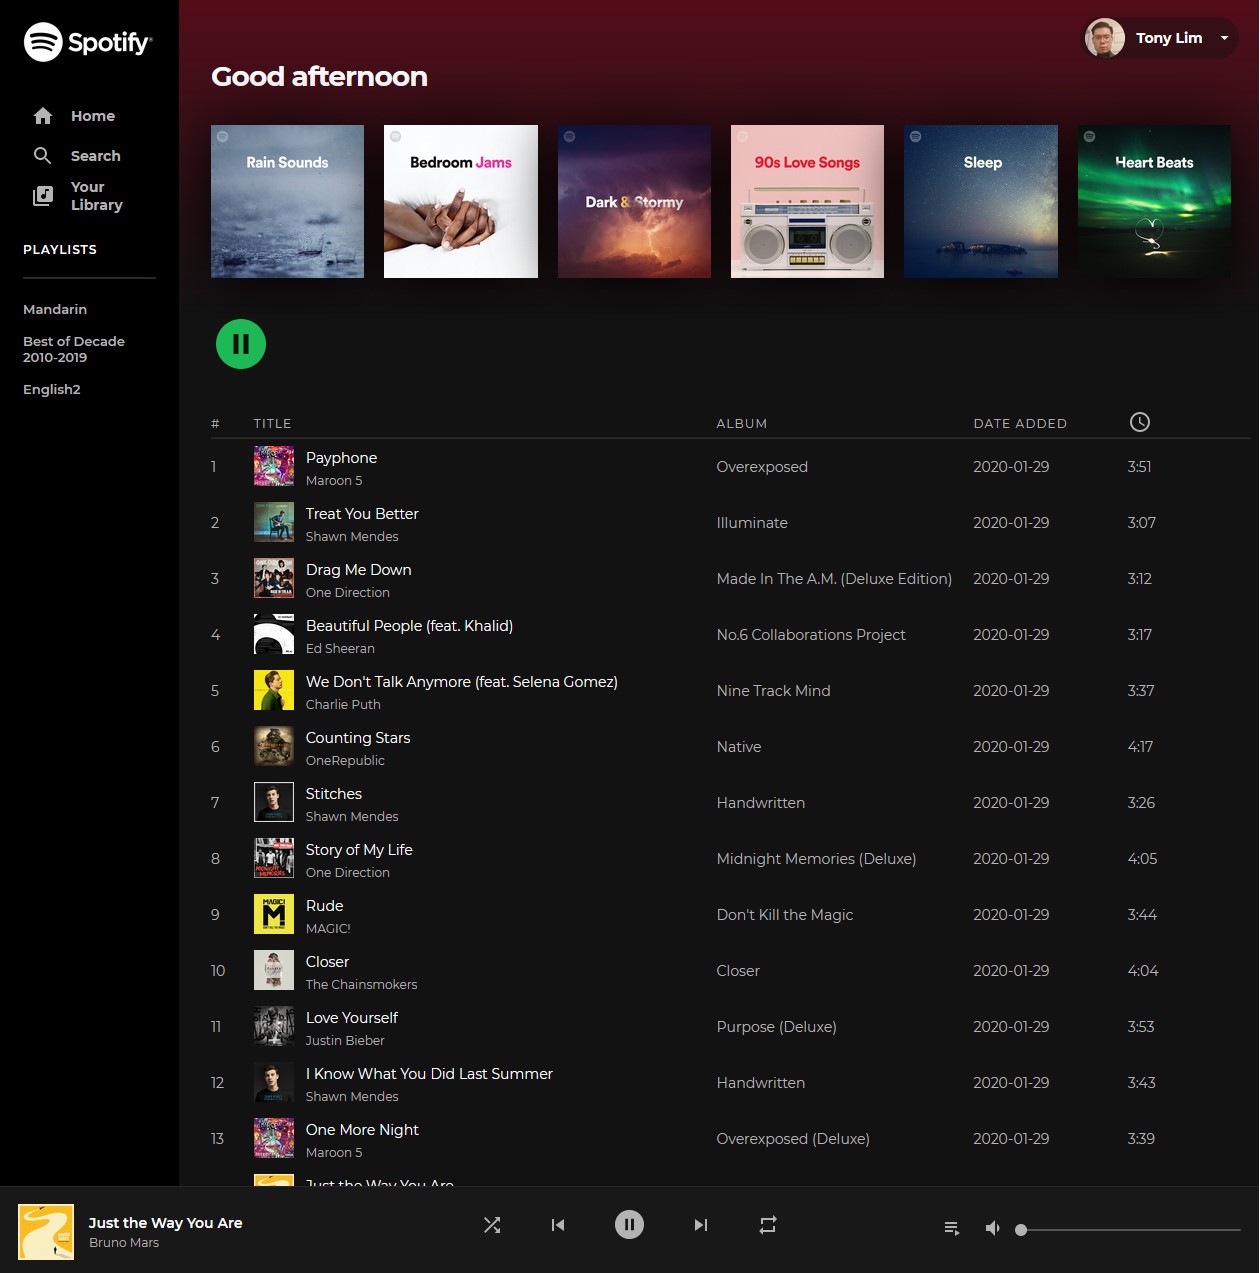 Spotify
Tony Lim
Good afternoon
Home
Search
Your
Library
PLAYLISTS
Mandarin
Best of Decade
2010-2019
English2
Rain Sounds
Bedroom Jams
Dark & Stormy
90s Love Songs
Sleep
Heart Beats
# TITLE ALBUM DATE ADDED
1 Payphone Overexposed 2020-01-29 3:51
Maroon 5
2 Treat You Better Illuminate 2020-01-29 3:07
Shawn Mendes
3 Drag Me Down Made In The A.M. (Deluxe Edition) 2020-01-29 3:12
One Direction
4 Beautiful People (feat. Khalid) No.6 Collaborations Project 2020-01-29 3:17
Ed Sheeran
5 We Don't Talk Anymore (feat. Selena Gomez) Nine Track Mind 2020-01-29 3:37
Charlie Puth
6 Counting Stars Native 2020-01-29 4:17
OneRepublic
7 Stitches Handwritten 2020-01-29 3:26
Shawn Mendes
8 Story of My Life Midnight Memories (Deluxe) 2020-01-29 4:05
One Direction
MAGIC!
M!
9 Rude Don't Kill the Magic 2020-01-29 3:44
MAGIC!
10 Closer Closer 2020-01-29 4:04
The Chainsmokers
11 Love Yourself Purpose (Deluxe) 2020-01-29 3:53
Justin Bieber
12 I Know What You Did Last Summer Handwritten 2020-01-29 3:43
Shawn Mendes
13 One More Night Overexposed (Deluxe) 2020-01-29 3:39
Maroon 5
Just the Way You Are
Just the Way You Are
Bruno Mars